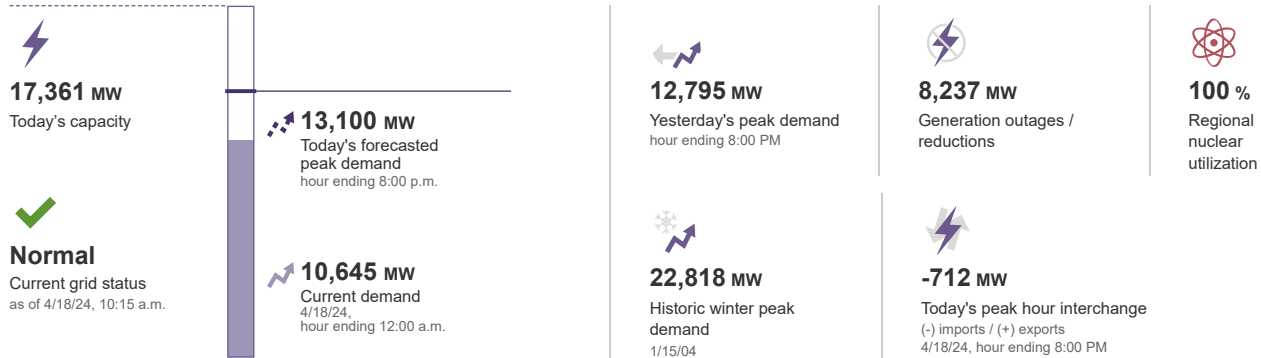 17,361 MW
Today's capacity
Normal
Current grid status
as of 4/18/24, 10:15 a.m.
13,100 MW
Today's forecasted
peak demand
hour ending 8:00 p.m.
10,645 MW
Current demand
4/18/24,
hour ending 12:00 a.m.
12,795 MW
Yesterday's peak demand
hour ending 8:00 PM
8,237 MW
Generation outages /
reductions
100 %
Regional
nuclear
utilization
22,818 MW
Historic winter peak
demand
1/15/04
-712 MW
Today's peak hour interchange
(-) imports / (+) exports
4/18/24, hour ending 8:00 PM